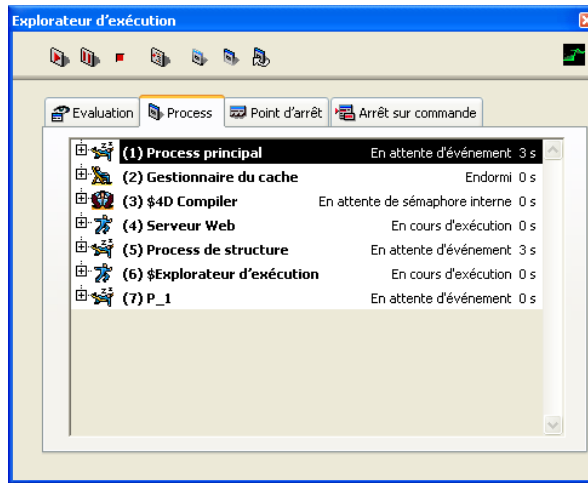 Explorateur d'exécution
Evaluation Process Point d'arrêt Arrêt sur commande
(1) Process principal En attente d'événement 3 s
(2) Gestionnaire du cache Endormi 0 s
(3) $4D Compiler En attente de sémaphore interne 0 s
(4) Serveur Web En cours d'exécution 0 s
(5) Process de structure En attente d'événement 3 s
(6) $Explorateur d'exécution En cours d'exécution 0 s
(7) P_1 En attente d'événement 0 s